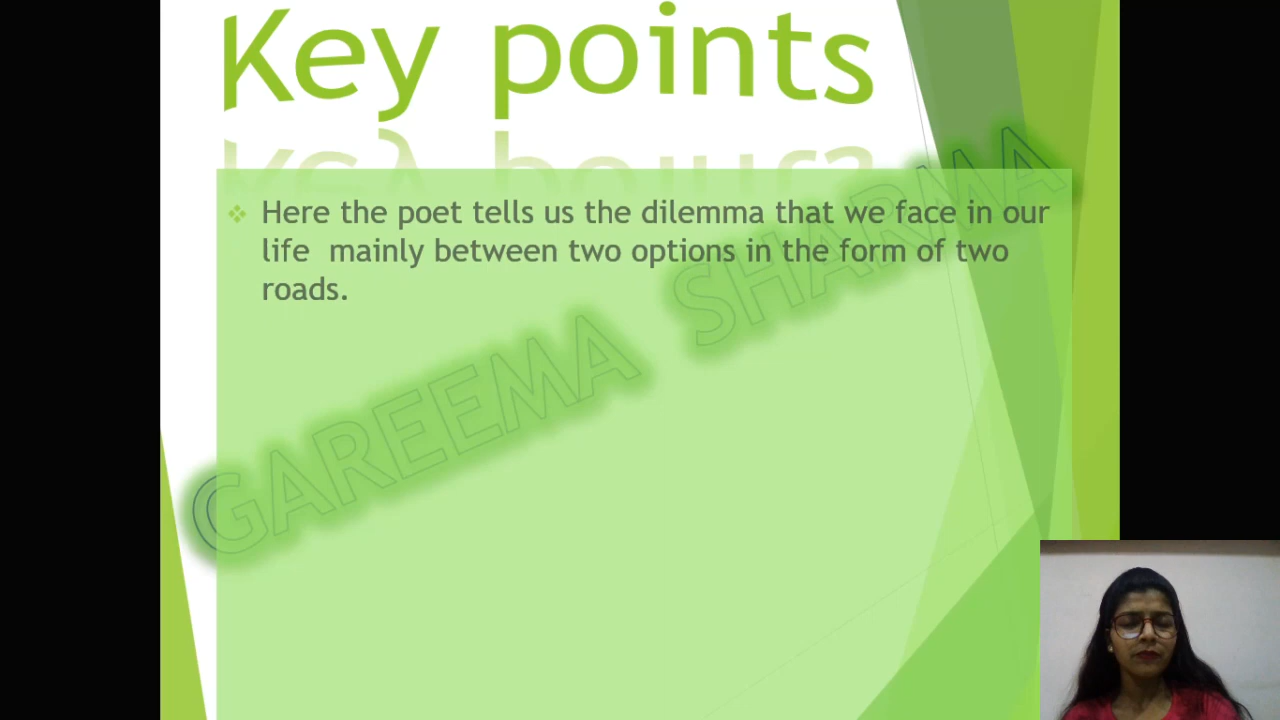 Key points
Here the poet tells us the dilemma that we face in our
life mainly between two options in the form of two
roads.
GAREEMA SHARMA